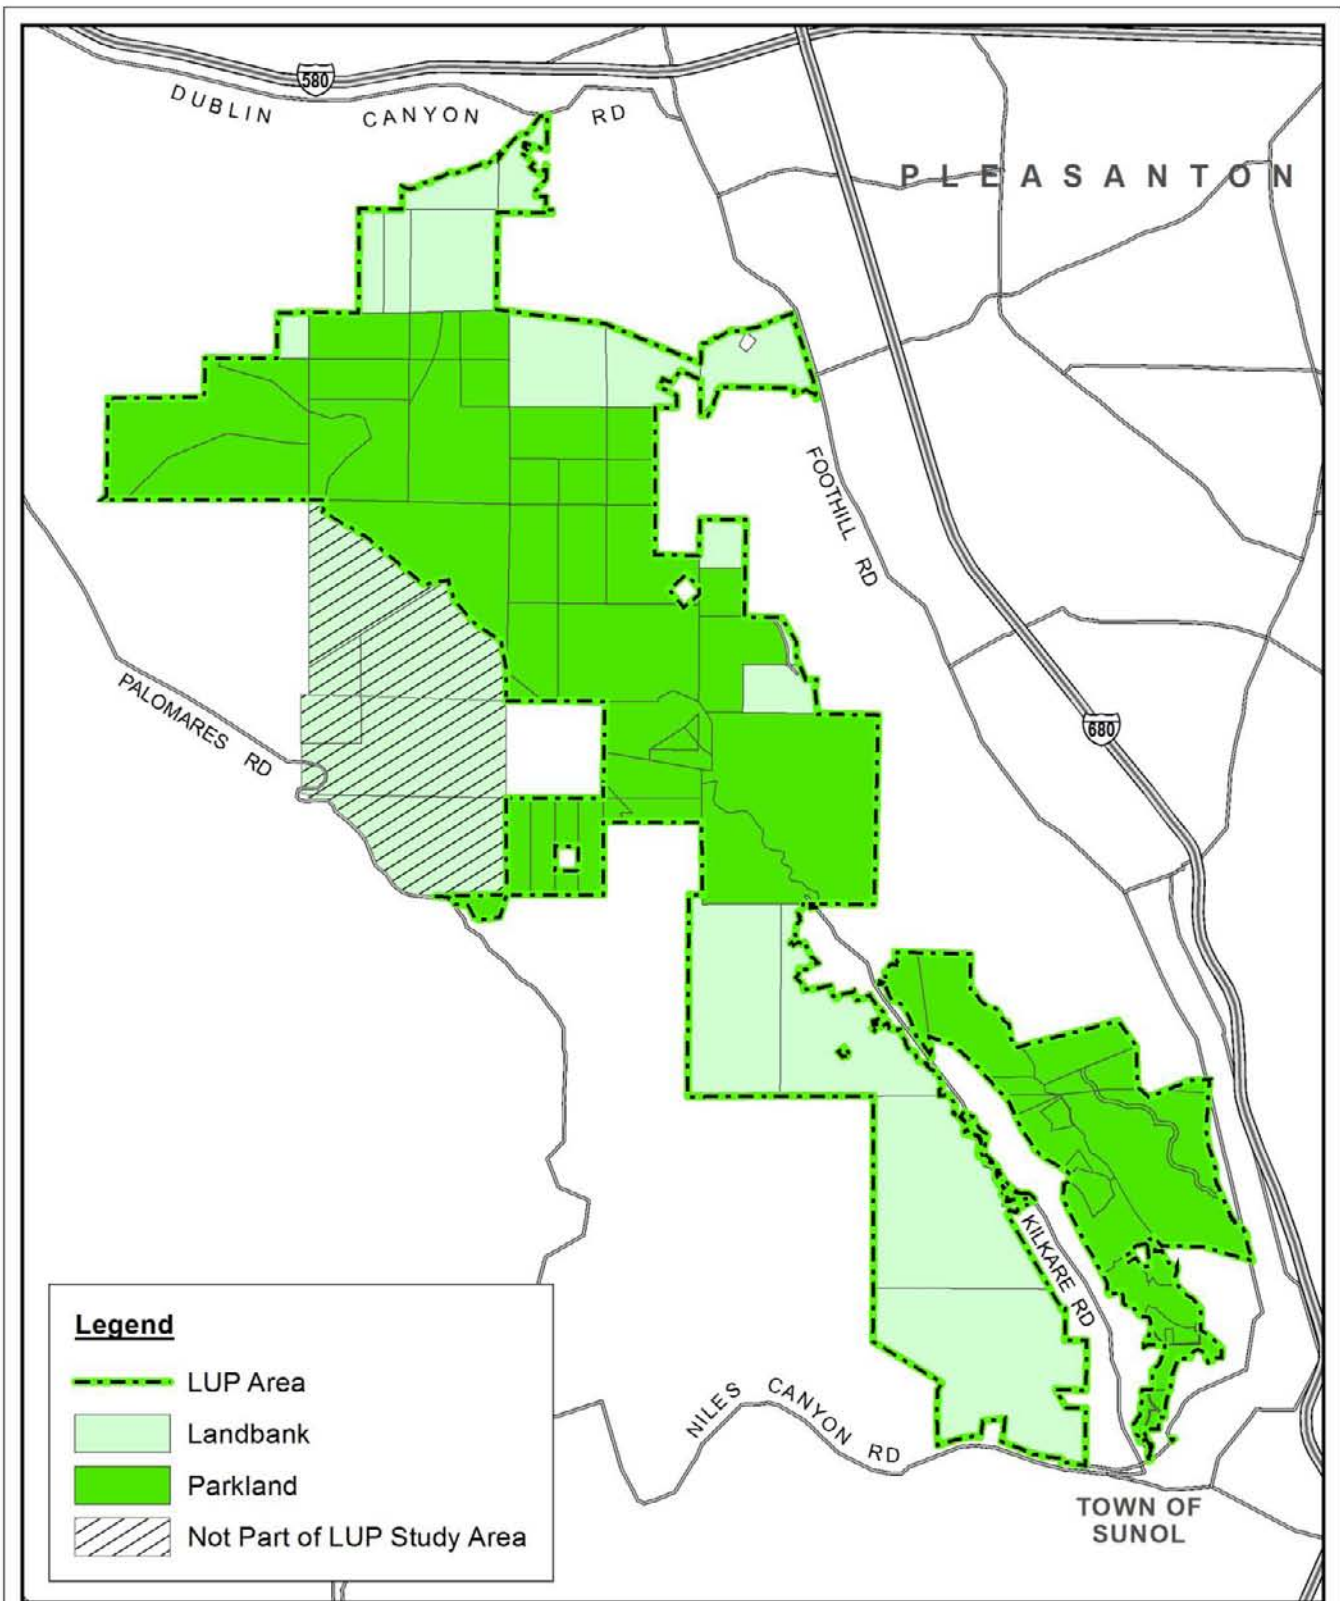 580
DUBLIN CANYON RD
PLEASANTON
FOOTHILL RD
PALOMARES RD
680
KILKARE RD
NILES CANYON RD
TOWN OF
SUNOL
Legend
LUP Area
Landbank
Parkland
Not Part of LUP Study Area